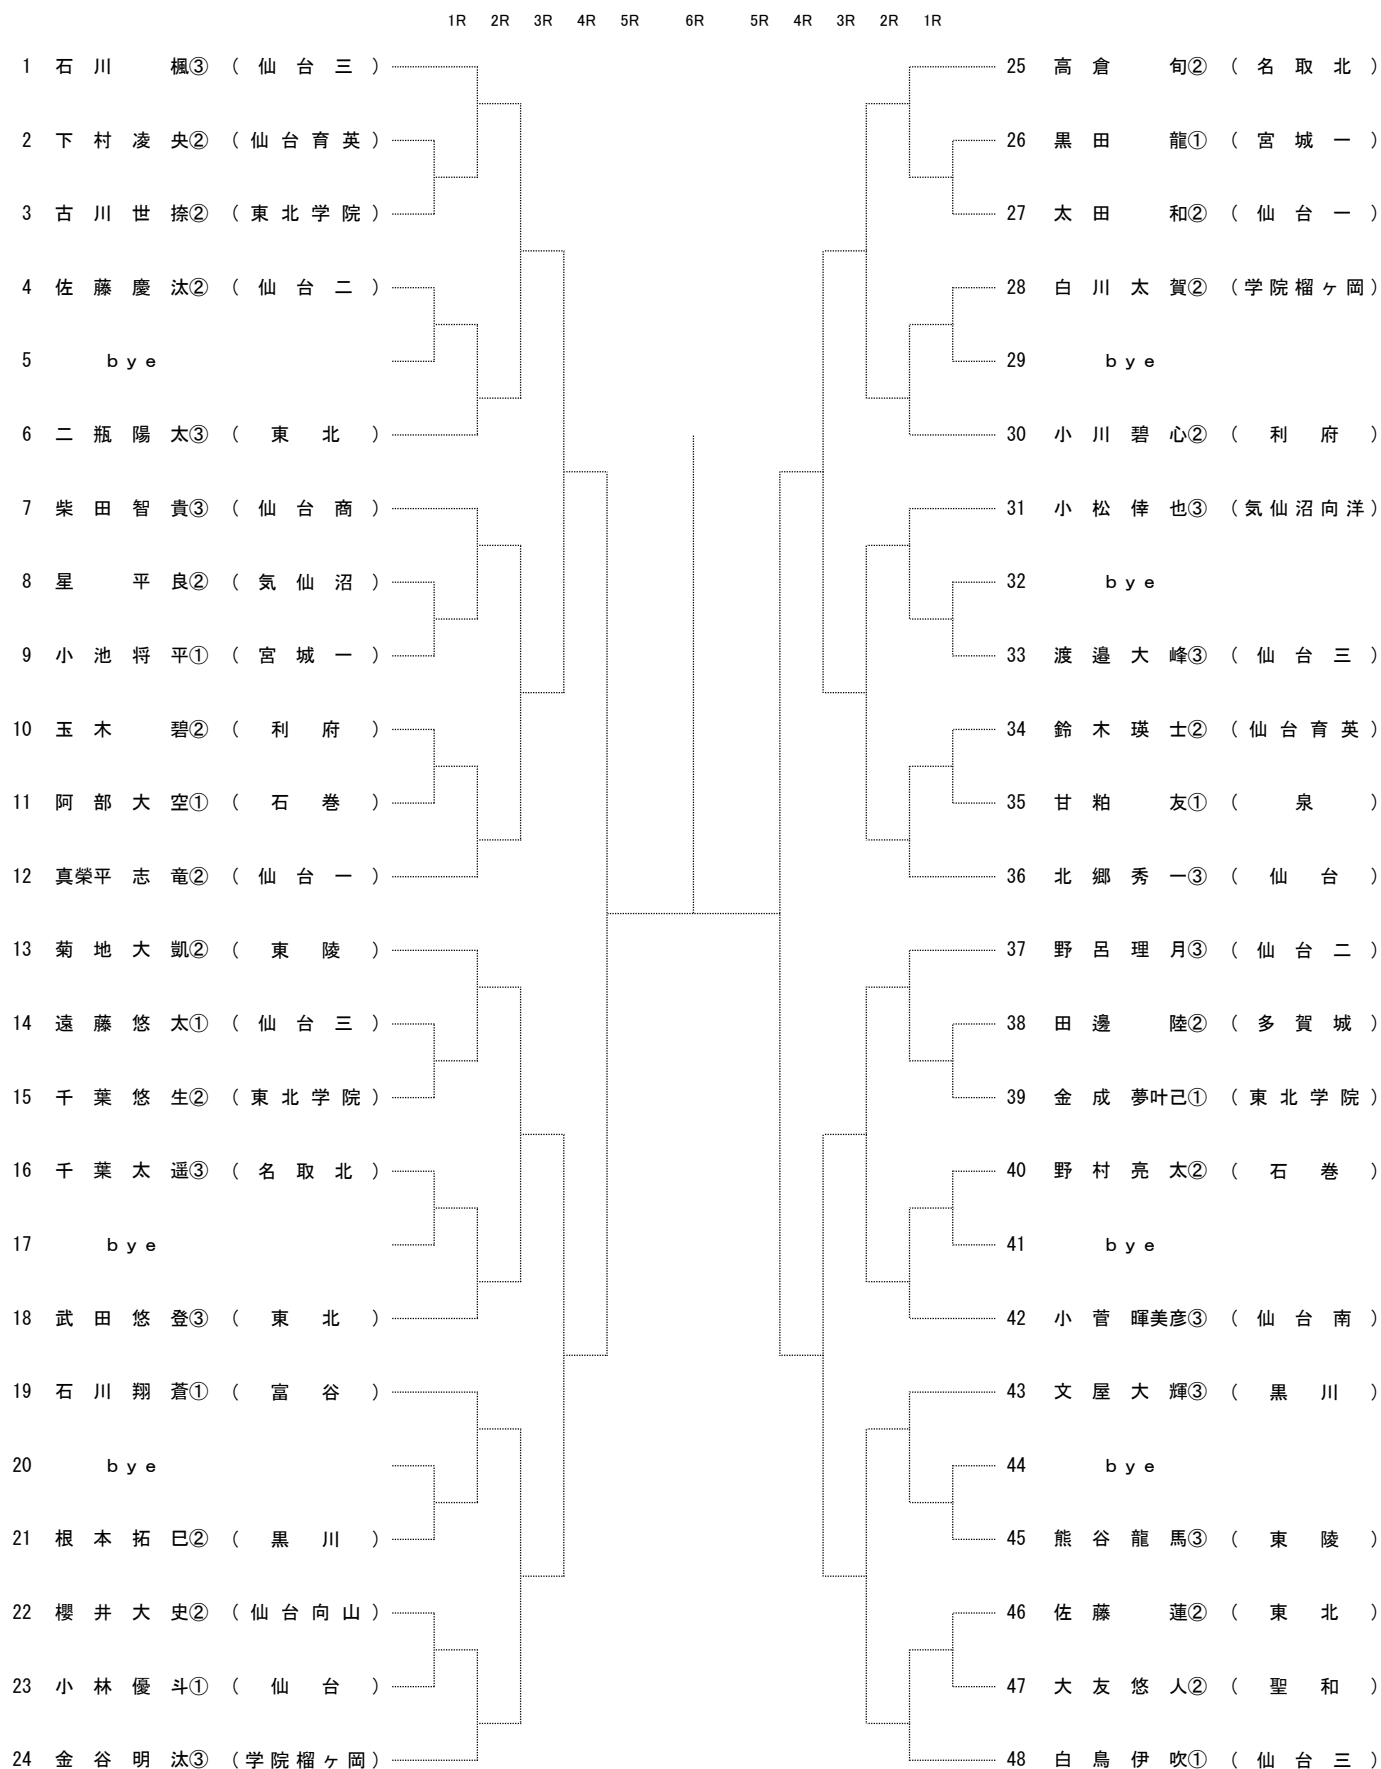 1R 2R 3R 4R 5R 6R 5R 4R 3R 2R 1R
1 石川 楓③ (仙台三)
2 下村凌央② (仙台育英)
3 古川世捺② (東北学院)
4 佐藤慶汰② (仙台二)
5 bye
6 二瓶陽太③ (東北)
7 柴田智貴③ (仙台商)
8 星 平良② (気仙沼)
9 小池将平① (宮城一)
10 玉木 碧② (利府)
11 阿部大空① (石巻)
12 真榮平志竜② (仙台一)
13 菊地大凱② (東陵)
14 遠藤悠太① (仙台三)
15 千葉悠生② (東北学院)
16 千葉太遥③ (名取北)
17 bye
18 武田悠登③ (東北)
19 石川翔蒼① (富谷)
20 bye
21 根本拓巳② (黒川)
22 櫻井大史② (仙台向山)
23 小林優斗① (仙台)
24 金谷明汰③ (学院榴ヶ岡)
25 高倉 旬② (名取北)
26 黒田 龍① (宮城一)
27 太田 和② (仙台一)
28 白川太賀② (学院榴ヶ岡)
29 bye
30 小川碧心② (利府)
31 小松倖也③ (気仙沼向洋)
32 bye
33 渡邉大峰③ (仙台三)
34 鈴木瑛士② (仙台育英)
35 甘粕 友① (泉)
36 北郷秀一③ (仙台)
37 野呂理月③ (仙台二)
38 田邊 陸② (多賀城)
39 金成夢叶己① (東北学院)
40 野村亮太② (石巻)
41 bye
42 小菅暉美彦③ (仙台南)
43 文屋大輝③ (黒川)
44 bye
45 熊谷龍馬③ (東陵)
46 佐藤 蓮② (東北)
47 大友悠人② (聖和)
48 白鳥伊吹① (仙台三)